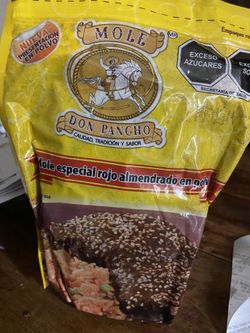 NUEVA
PRESENTACIÓN
EN POLVO
MOLE
DON PANCHO
CALIDAD, TRADICIÓN Y SABOR
EXCESO
AZÚCARES
Mole especial rojo almendrado en